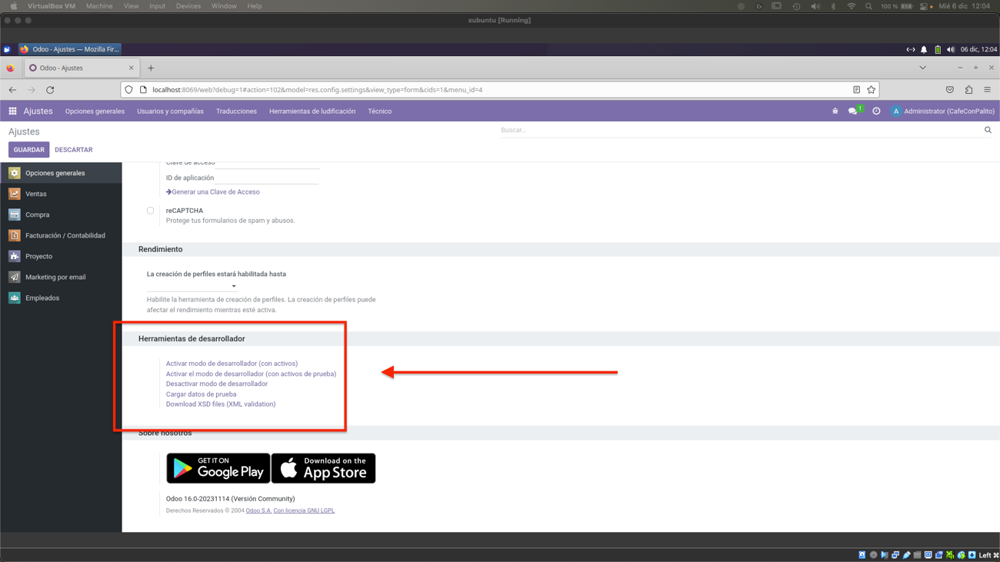 VirtualBox VM Machine View Input Devices Window Help 100 % Mié 6 dic 12:04
xubuntu [Running]
Odoo - Ajustes — Mozilla Fir... 06 dic, 12:04
Odoo - Ajustes
localhost:8069/web?debug=1#action=102&model=res.config.settings&view_type=form&cids=1&menu_id=4
Ajustes Opciones generales Usuarios y compañías Traducciones Herramientas de ludificación Técnico 1 A Administrator (CafeConPalito)
Ajustes
Buscar...
GUARDAR DESCARTAR
Opciones generales
Ventas
Compra
Facturación / Contabilidad
Proyecto
Marketing por email
Empleados
Clave de acceso
ID de aplicación
Generar una Clave de Acceso
reCAPTCHA
Protege tus formularios de spam y abusos.
Rendimiento
La creación de perfiles estará habilitada hasta
Habilite la herramienta de creación de perfiles. La creación de perfiles puede
afectar el rendimiento mientras esté activa.
Herramientas de desarrollador
Activar modo de desarrollador (con activos)
Activar el modo de desarrollador (con activos de prueba)
Desactivar modo de desarrollador
Cargar datos de prueba
Download XSD files (XML validation)
Sobre nosotros
GET IT ON
Google Play
Download on the
App Store
Odoo 16.0-20231114 (Versión Community)
Derechos Reservados © 2004 Odoo S.A. Con licencia GNU LGPL
Left ⌘